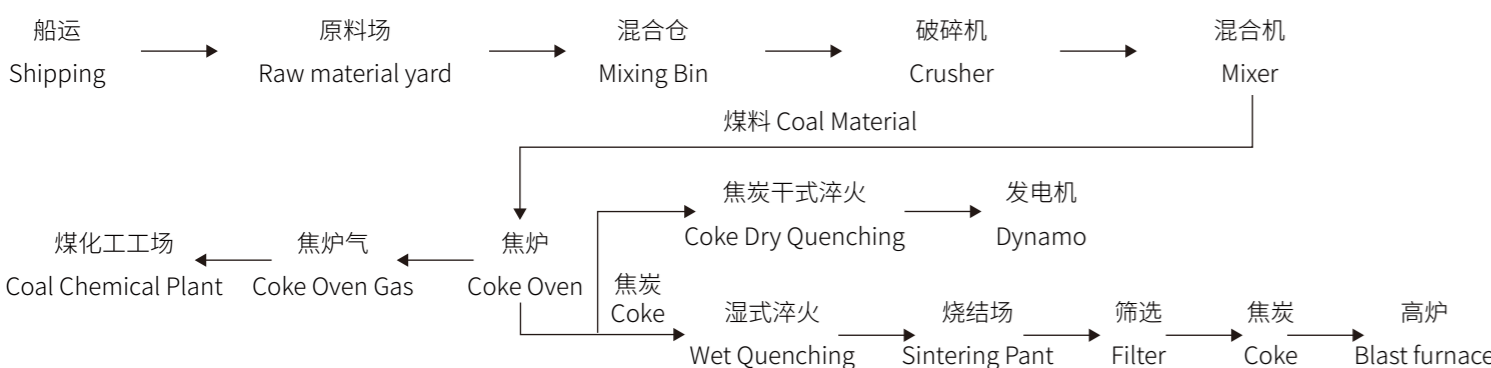 船运
Shipping
原料场
Raw material yard
混合仓
Mixing Bin
破碎机
Crusher
混合机
Mixer
煤料 Coal Material
焦炭干式淬火
Coke Dry Quenching
发电机
Dynamo
煤化工工场
Coal Chemical Plant
焦炉气
Coke Oven Gas
焦炉
Coke Oven
焦炭
Coke
湿式淬火
Wet Quenching
烧结场
Sintering Pant
筛选
Filter
焦炭
Coke
高炉
Blast furnace